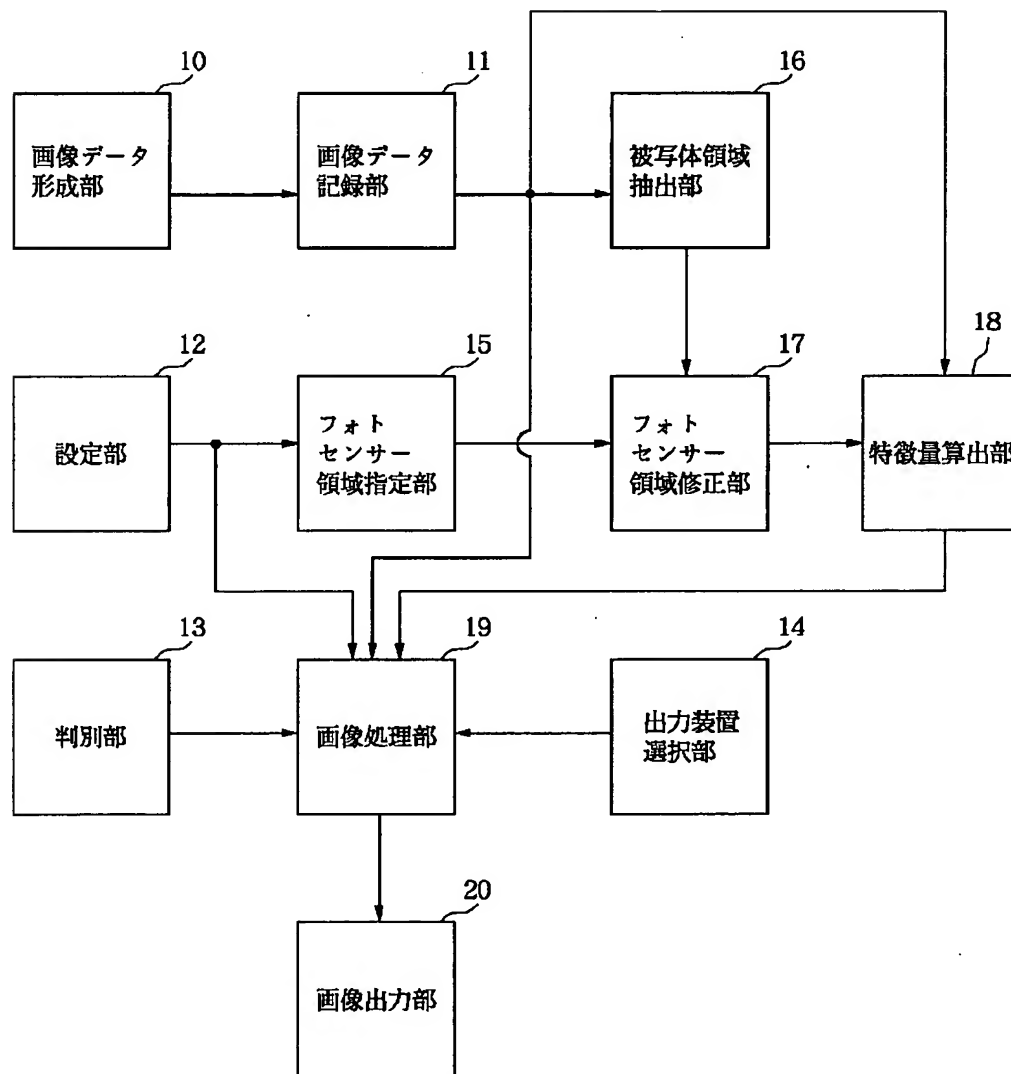 10
画像データ
形成部
11
画像データ
記録部
16
被写体領域
抽出部
12
設定部
15
フォト
センサー
領域指定部
17
フォト
センサー
領域修正部
18
特徴量算出部
13
判別部
19
画像処理部
14
出力装置
選択部
20
画像出力部